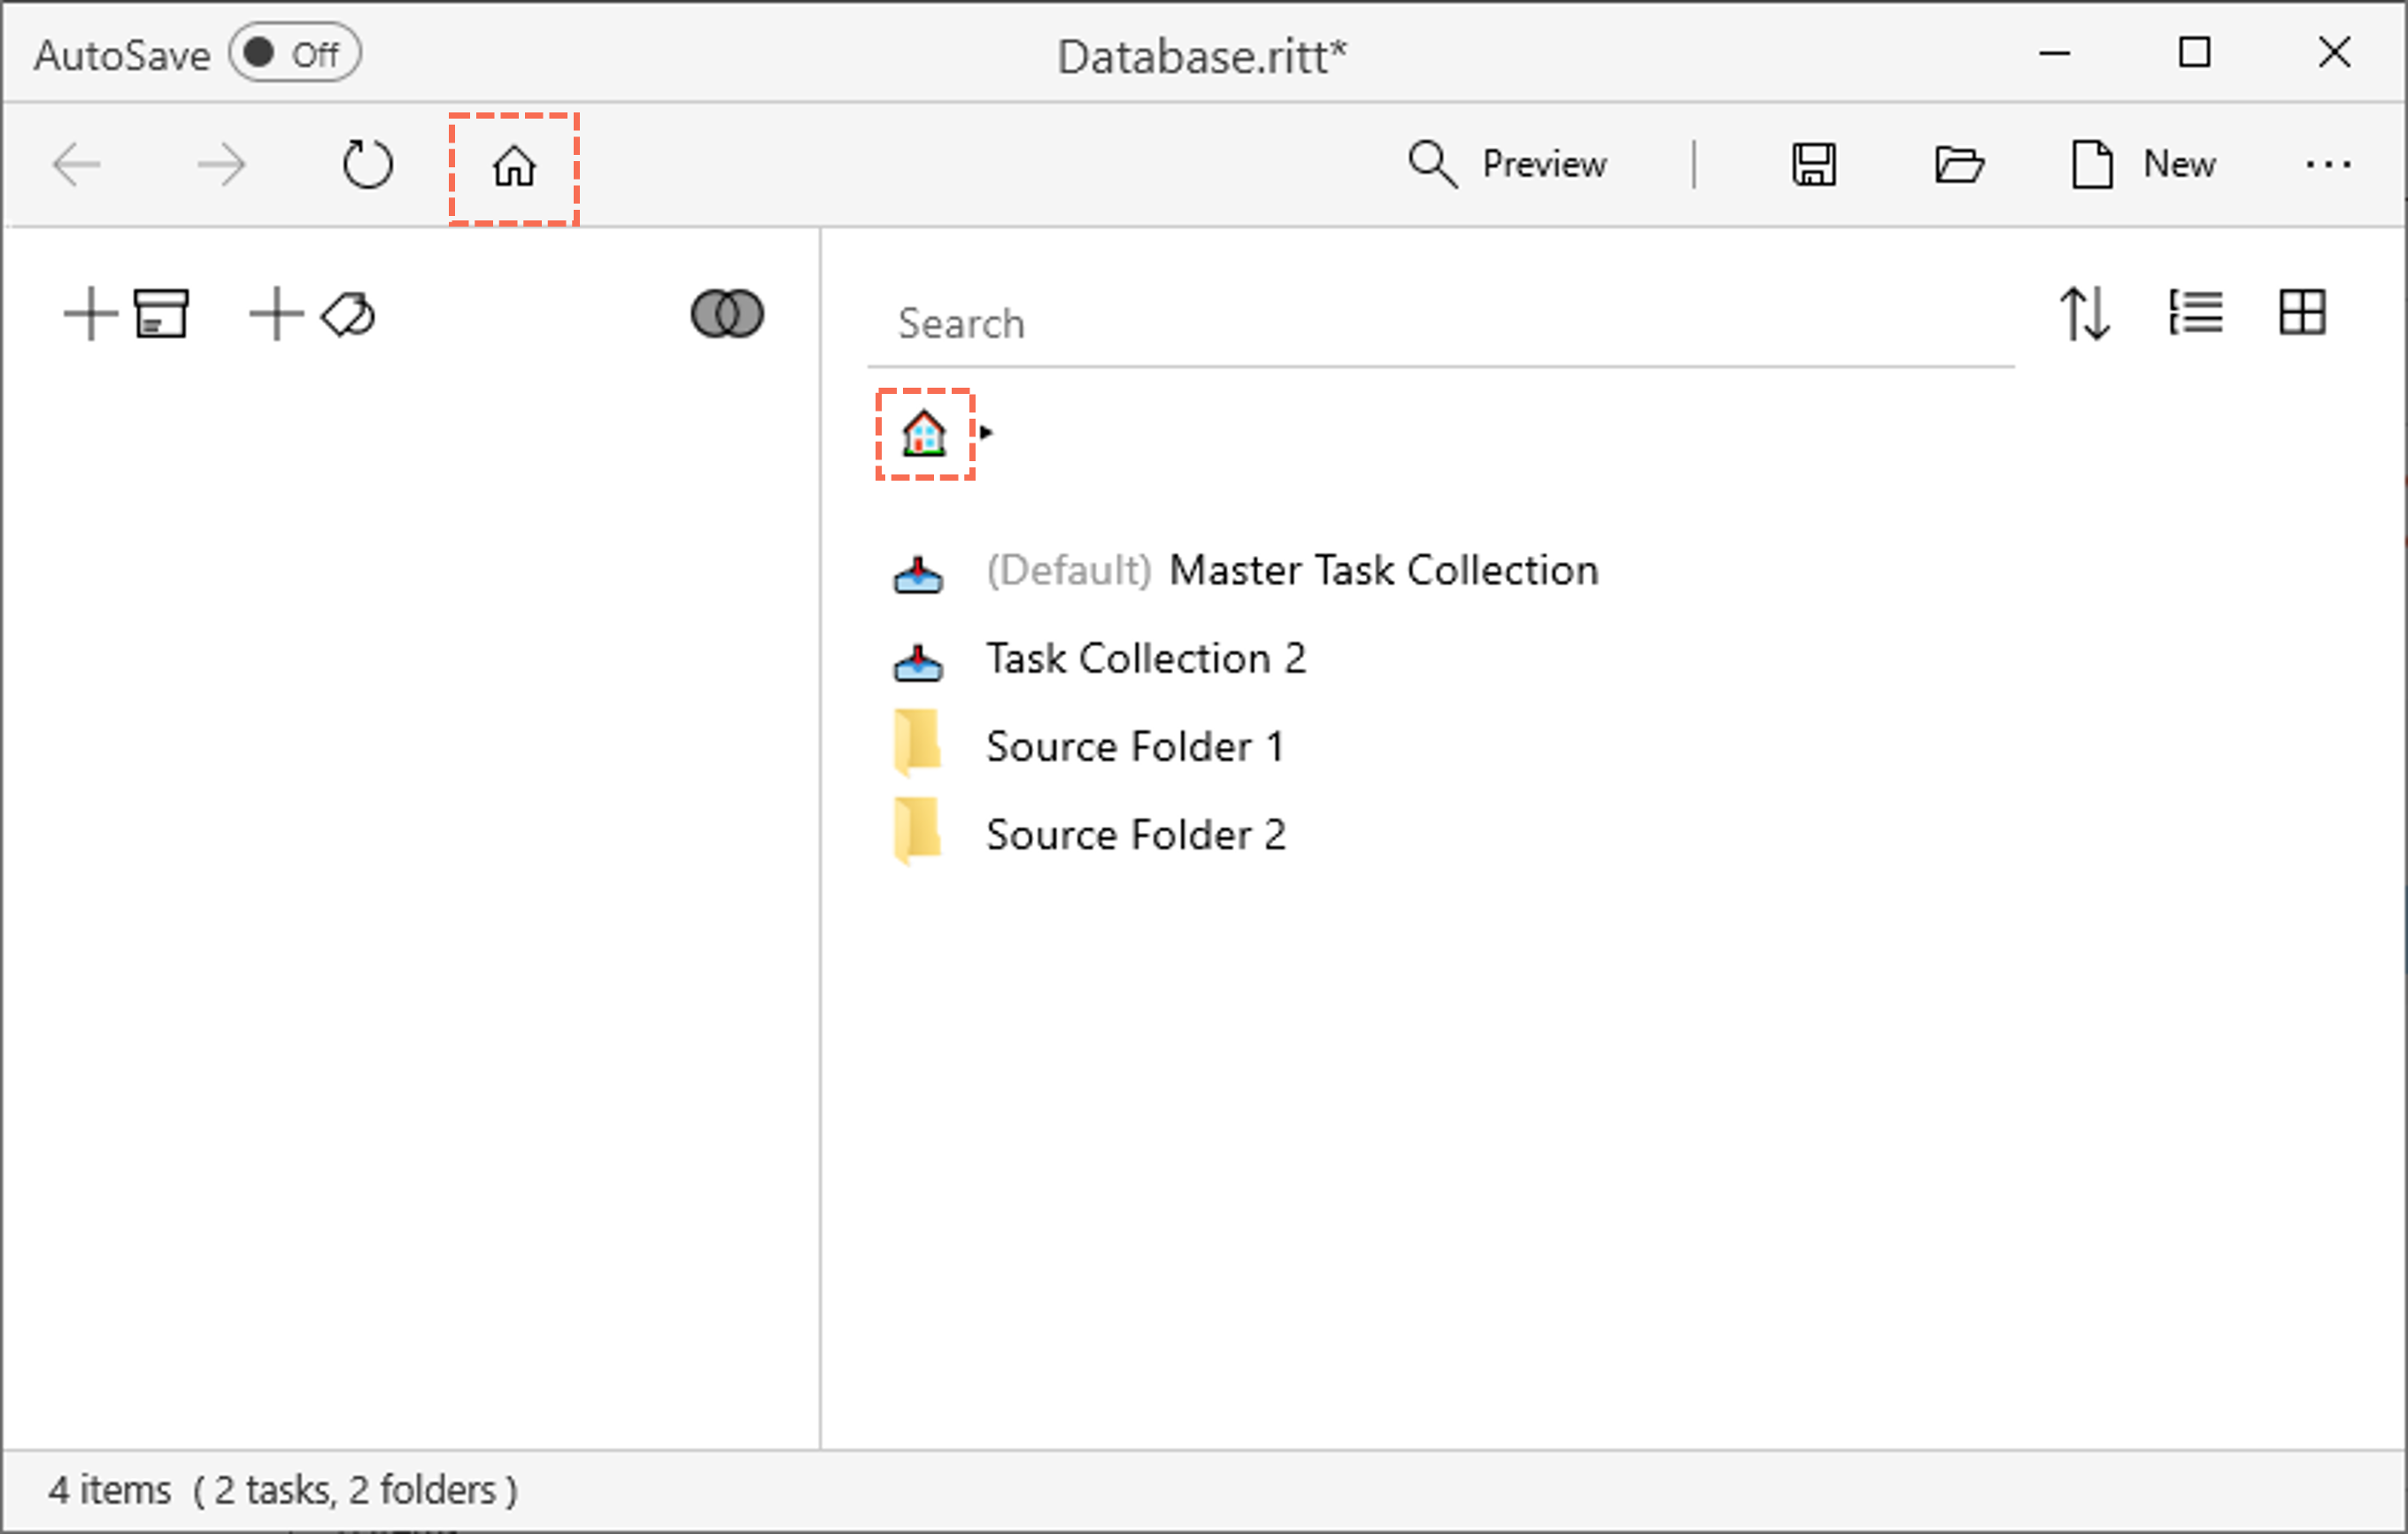 AutoSave Off Database.ritt*
Preview New
Search
(Default) Master Task Collection
Task Collection 2
Source Folder 1
Source Folder 2
4 items ( 2 tasks, 2 folders )